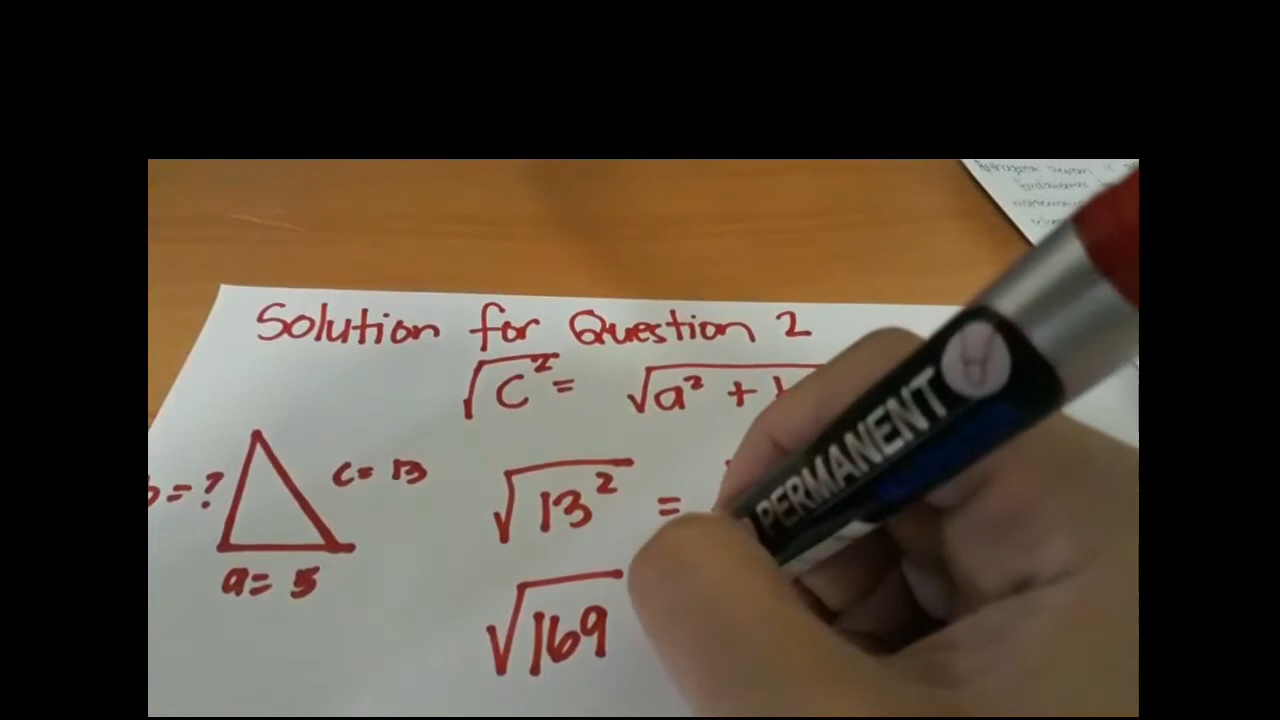 Solution for Question 2
√C² = √a² +
b = ?
c = 13
√13² =
a = 5
√169
PERMANENT